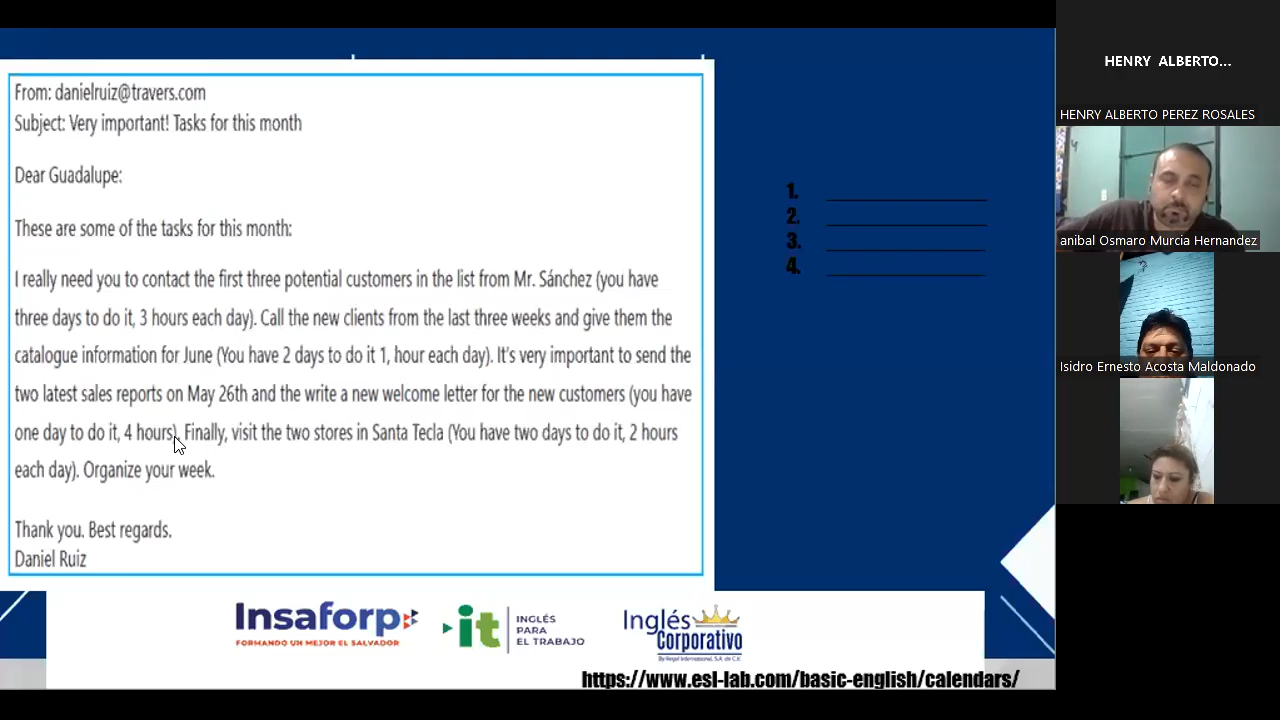 From: danielruiz@travers.com
Subject: Very important! Tasks for this month
Dear Guadalupe:
These are some of the tasks for this month:
I really need you to contact the first three potential customers in the list from Mr. Sánchez (you have
three days to do it, 3 hours each day). Call the new clients from the last three weeks and give them the
catalogue information for June (You have 2 days to do it 1, hour each day). It's very important to send the
two latest sales reports on May 26th and the write a new welcome letter for the new customers (you have
one day to do it, 4 hours). Finally, visit the two stores in Santa Tecla (You have two days to do it, 2 hours
each day). Organize your week.
Thank you. Best regards.
Daniel Ruiz
1. ____________
2. ____________
3. ____________
4. ____________
Insaforp
FORMANDO UN MEJOR EL SALVADOR
it
INGLÉS
PARA
EL TRABAJO
Inglés
Corporativo
By Regal International, S.A. de C.V.
https://www.esl-lab.com/basic-english/calendars/
HENRY ALBERTO...
HENRY ALBERTO PEREZ ROSALES
anibal Osmaro Murcia Hernandez
Isidro Ernesto Acosta Maldonado